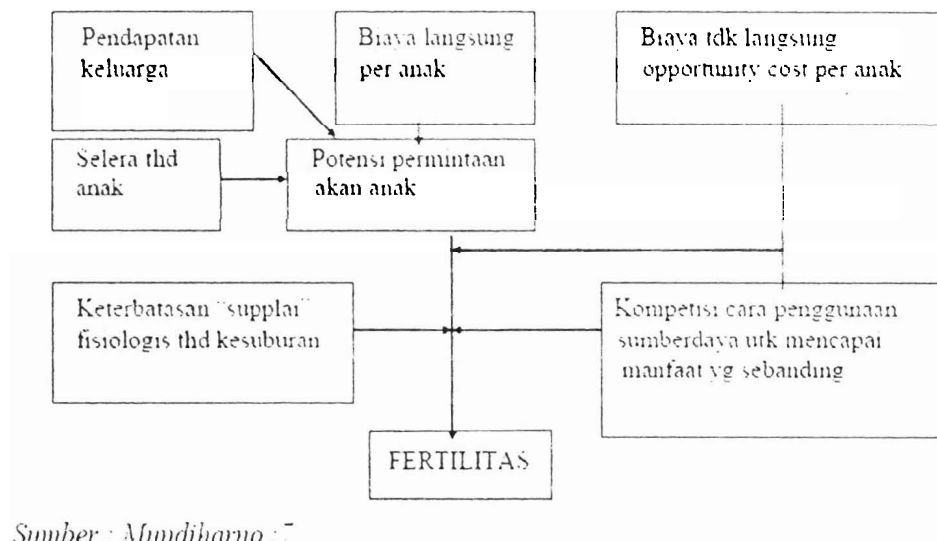 Pendapatan
keluarga
Biaya langsung
per anak
Biaya tdk langsung
opportunity cost per anak
Selera thd
anak
Potensi permintaan
akan anak
Keterbatasan "supplai"
fisiologis thd kesuburan
Kompetisi cara penggunaan
sumberdaya utk mencapai
manfaat yg sebanding
FERTILITAS
Sumber : Mundiharno :7